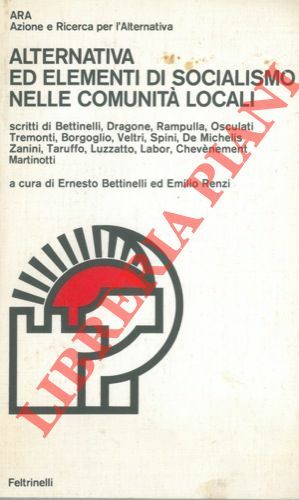 ARA
Azione e Ricerca per l'Alternativa
ALTERNATIVA
ED ELEMENTI DI SOCIALISMO
NELLE COMUNITÀ LOCALI
scritti di Bettinelli, Dragone, Rampulla, Osculati
Tremonti, Borgoglio, Veltri, Spini, De Michelis
Zanini, Taruffo, Luzzatto, Labor, Chevènement
Martinotti
a cura di Ernesto Bettinelli ed Emilio Renzi
LIBRERIA PIANI
Feltrinelli